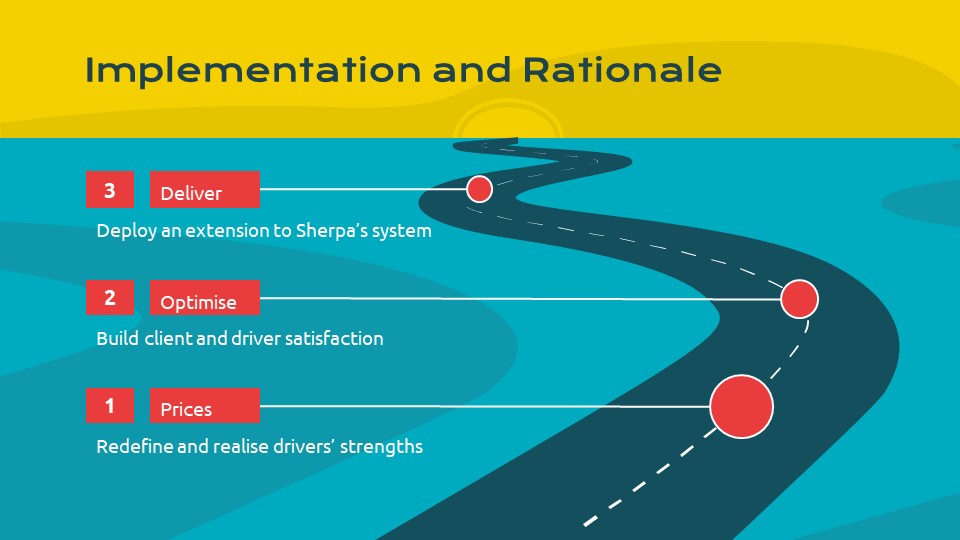 Implementation and Rationale
3 Deliver
Deploy an extension to Sherpa's system
2 Optimise
Build client and driver satisfaction
1 Prices
Redefine and realise drivers' strengths